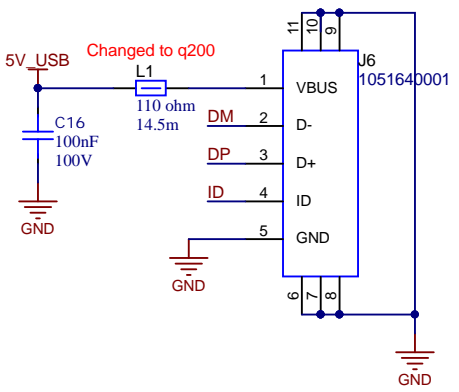 11
10
9
5V_USB
Changed to q200
L1
J6
1051640001
1
VBUS
110 ohm
14.5m
C16
100nF
100V
DM
2
D-
DP
3
D+
ID
4
ID
5
GND
GND
GND
6
7
8
GND